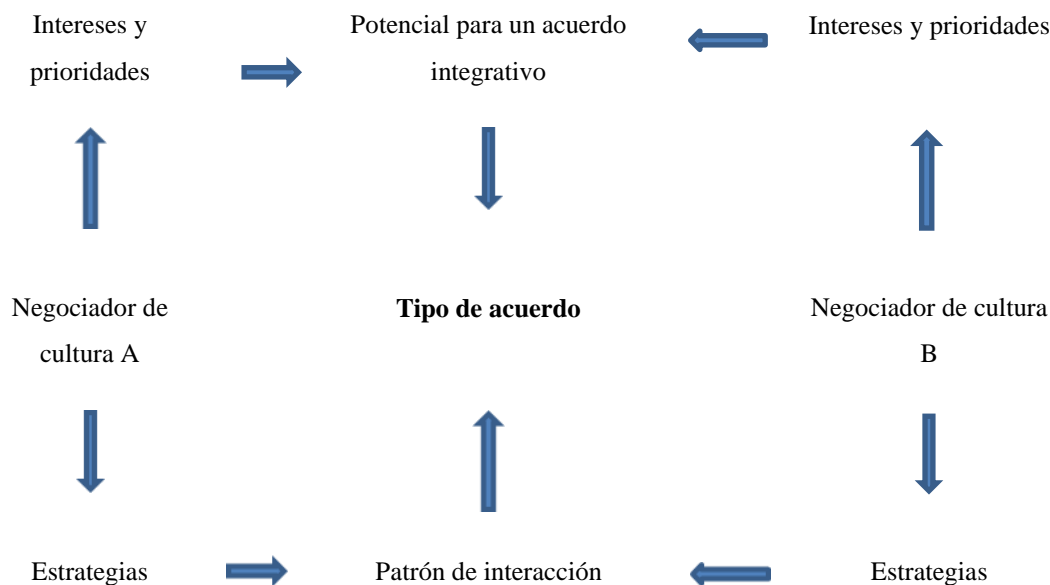 Intereses y
prioridades
Potencial para un acuerdo
integrativo
Intereses y prioridades
Negociador de
cultura A
Tipo de acuerdo
Negociador de cultura
B
Estrategias
Patrón de interacción
Estrategias